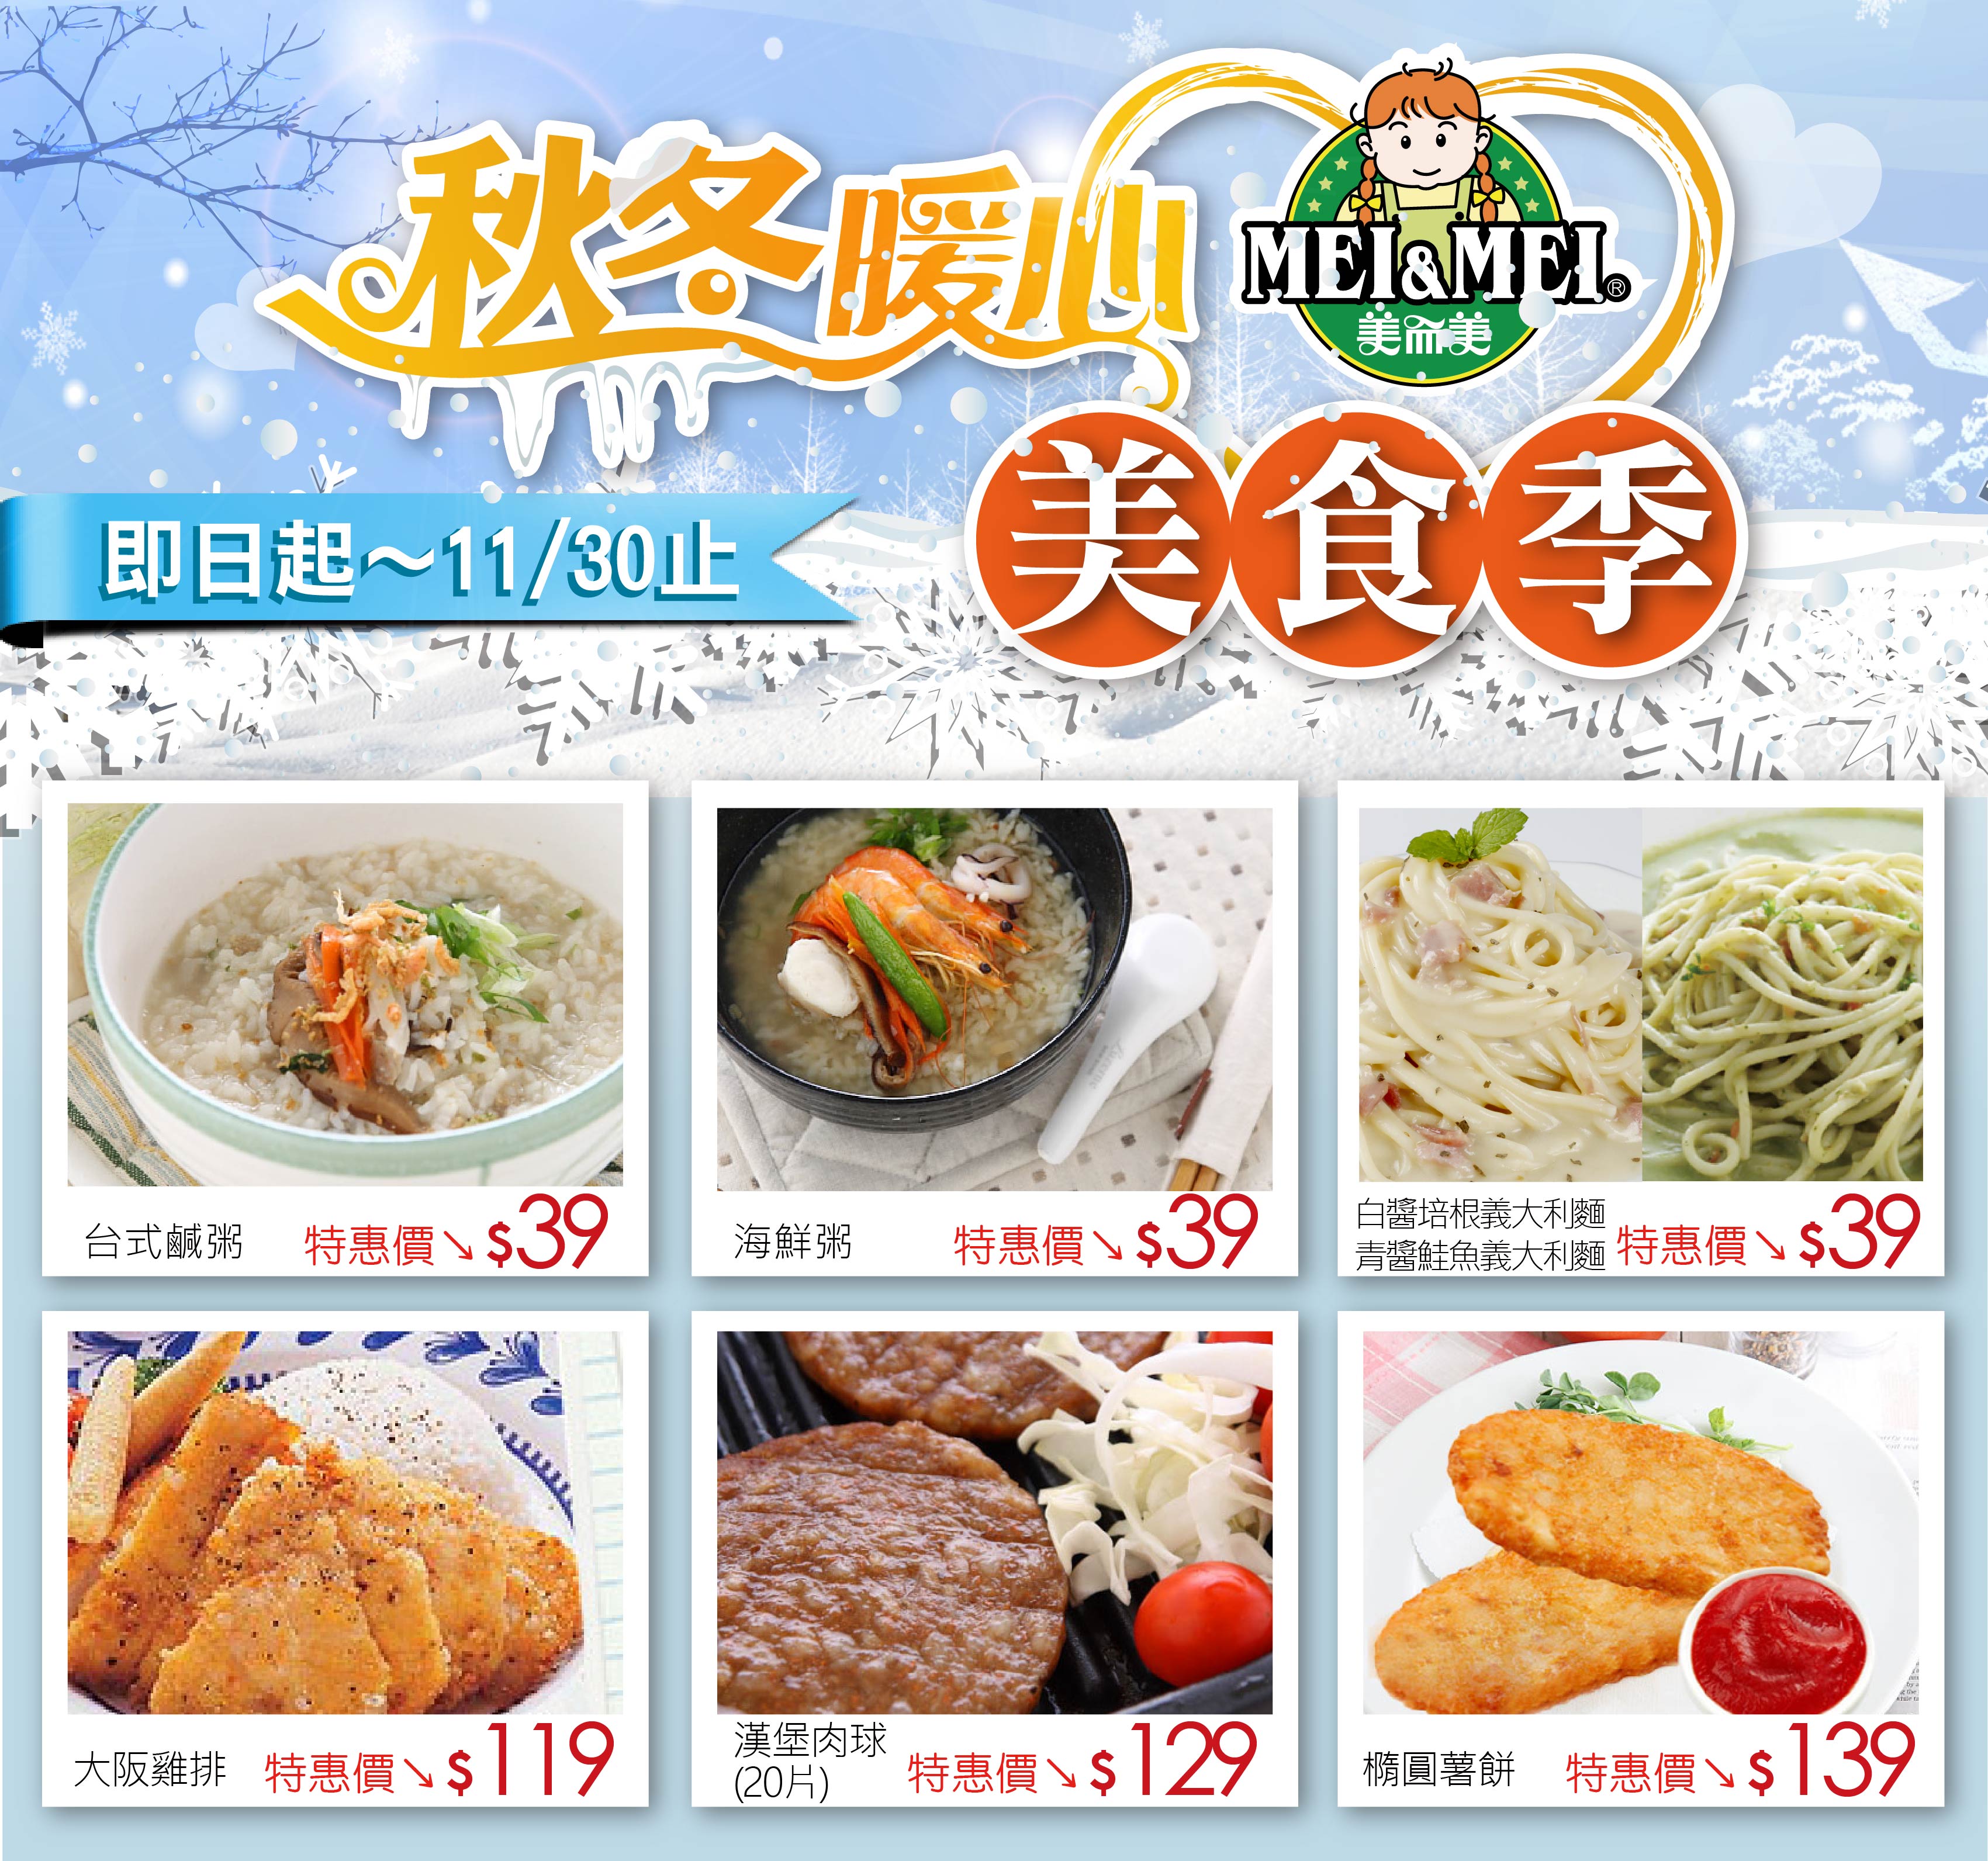 秋冬暖心
MEI&MEI®
美而美
美食季
即日起～11/30止
台式鹹粥 特惠價↘$39
海鮮粥 特惠價↘$39
白醬培根義大利麵
青醬鮭魚義大利麵 特惠價↘$39
大阪雞排 特惠價↘$119
漢堡肉球
(20片) 特惠價↘$129
橢圓薯餅 特惠價↘$139